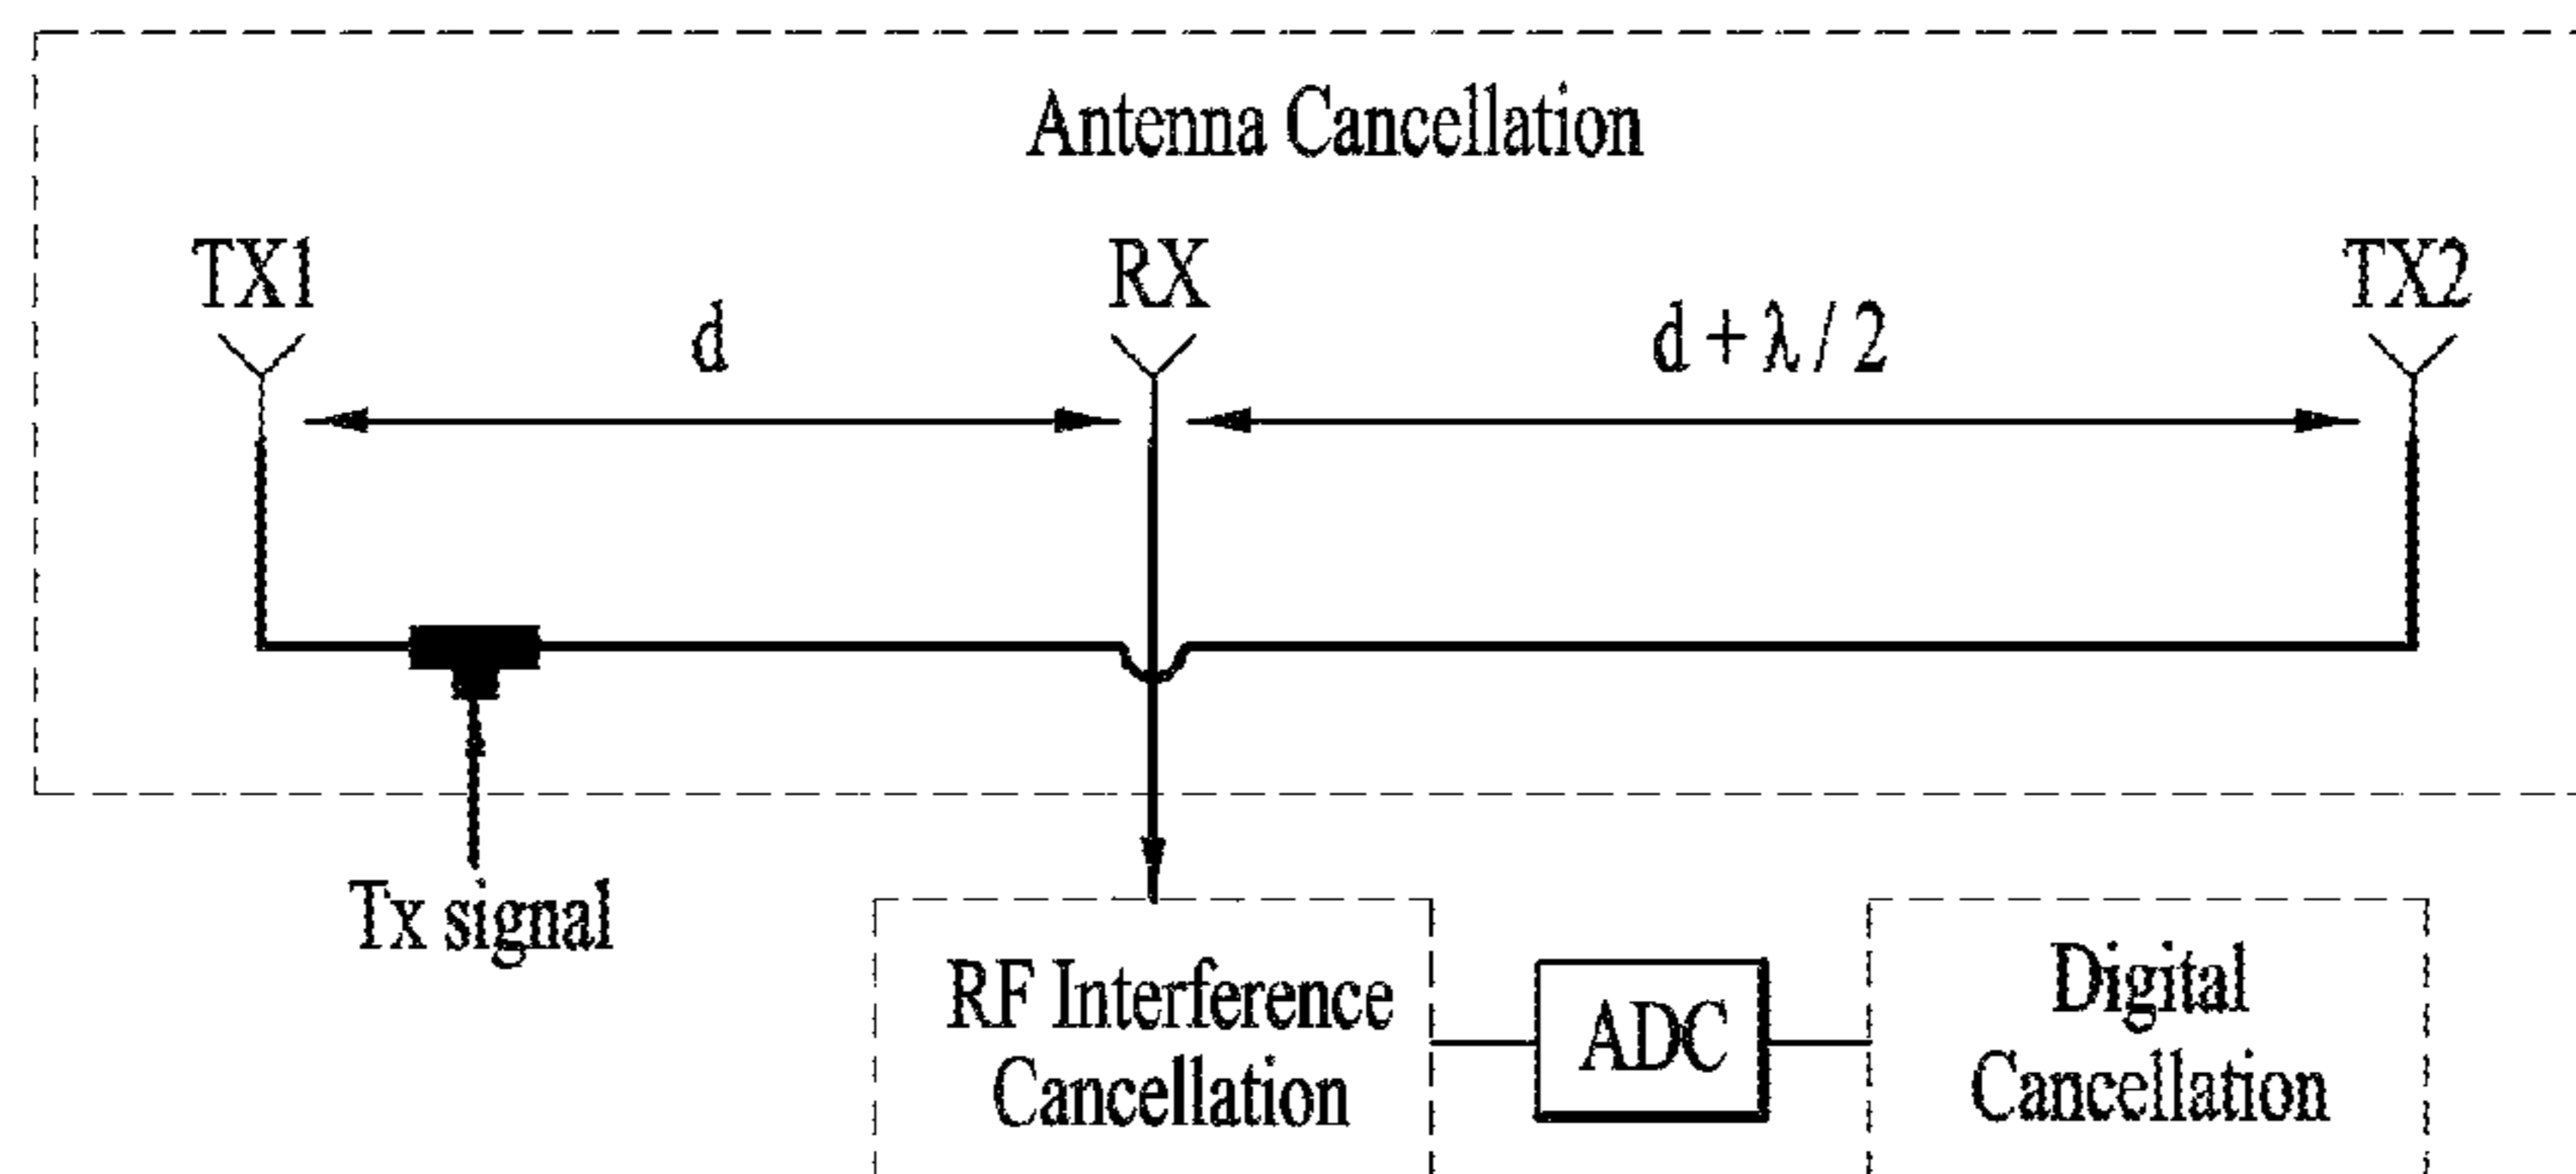 Antenna Cancellation
TX1
RX
TX2
d
d + λ / 2
Tx signal
RF Interference
Cancellation
ADC
Digital
Cancellation